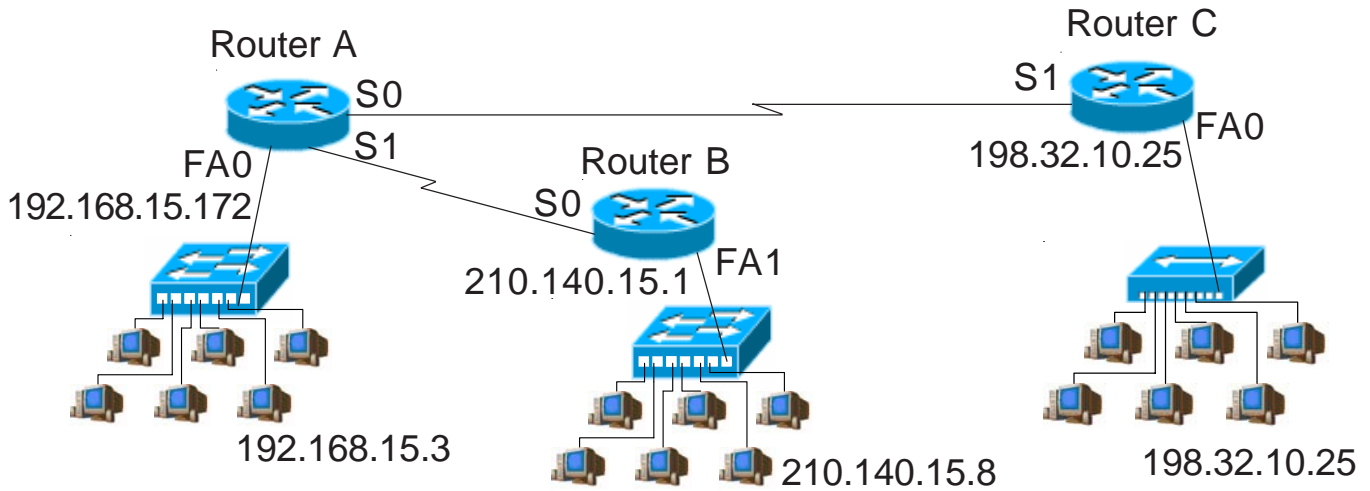 Router A
Router C
S0
S1
S1
FA0
FA0
198.32.10.25
192.168.15.172
Router B
S0
FA1
210.140.15.1
192.168.15.3
210.140.15.8
198.32.10.25